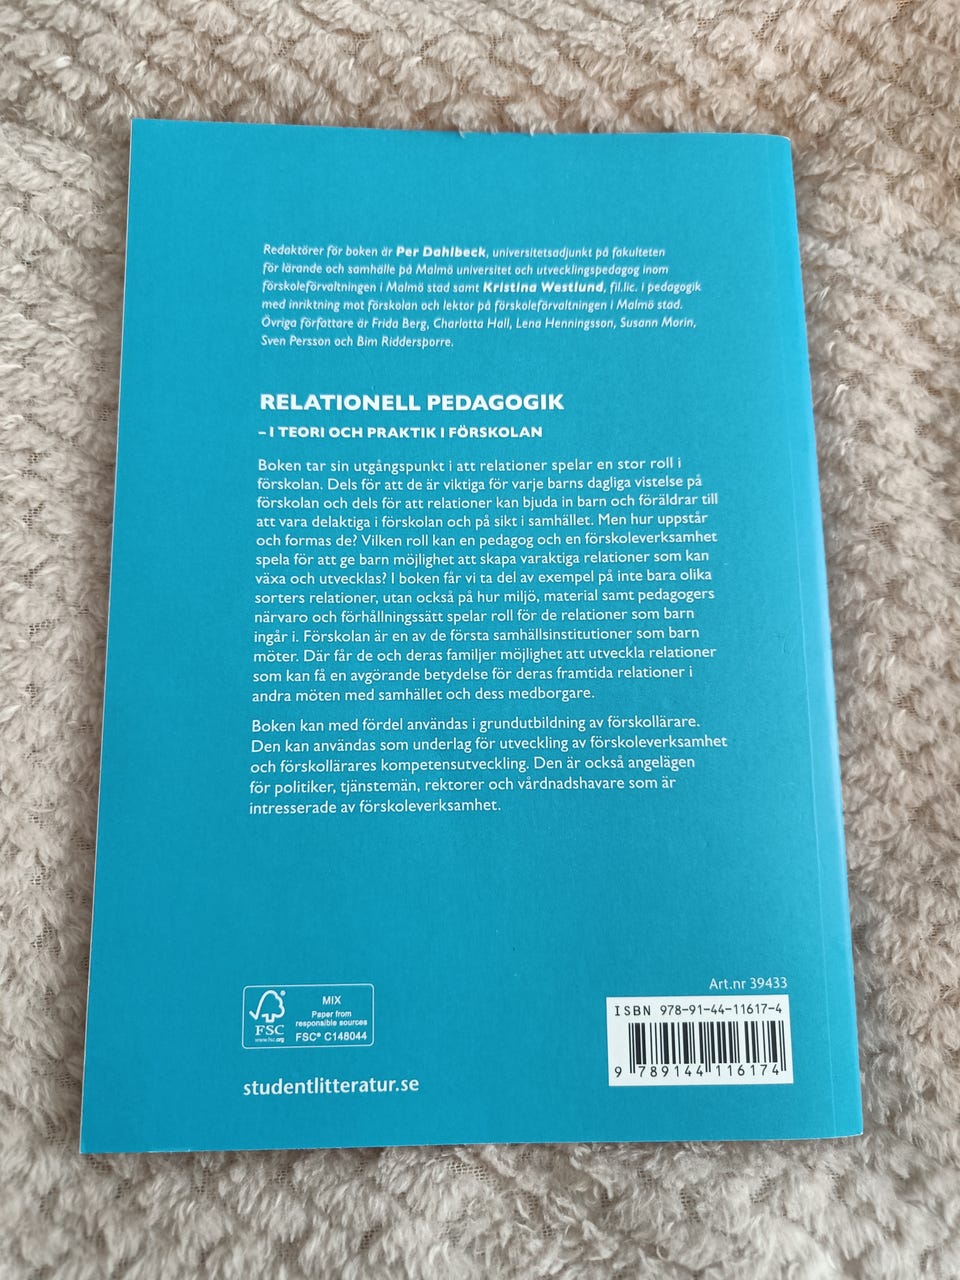 Redaktörer för boken är Per Dahlbeck, universitetsadjunkt på fakulteten
för lärande och samhälle på Malmö universitet och utvecklingspedagog inom
förskoleförvaltningen i Malmö stad samt Kristina Westlund, fil.lic. i pedagogik
med inriktning mot förskolan och lektor på förskoleförvaltningen i Malmö stad.
Övriga författare är Frida Berg, Charlotta Hall, Lena Henningsson, Susann Morin,
Sven Persson och Bim Riddersporre.
RELATIONELL PEDAGOGIK
– I TEORI OCH PRAKTIK I FÖRSKOLAN
Boken tar sin utgångspunkt i att relationer spelar en stor roll i
förskolan. Dels för att de är viktiga för varje barns dagliga vistelse på
förskolan och dels för att relationer kan bjuda in barn och föräldrar till
att vara delaktiga i förskolan och på sikt i samhället. Men hur uppstår
och formas de? Vilken roll kan en pedagog och en förskoleverksamhet
spela för att ge barn möjlighet att skapa varaktiga relationer som kan
växa och utvecklas? I boken får vi ta del av exempel på inte bara olika
sorters relationer, utan också på hur miljö, material samt pedagogers
närvaro och förhållningssätt spelar roll för de relationer som barn
ingår i. Förskolan är en av de första samhällsinstitutioner som barn
möter. Där får de och deras familjer möjlighet att utveckla relationer
som kan få en avgörande betydelse för deras framtida relationer i
andra möten med samhället och dess medborgare.
Boken kan med fördel användas i grundutbildning av förskollärare.
Den kan användas som underlag för utveckling av förskoleverksamhet
och förskollärares kompetensutveckling. Den är också angelägen
för politiker, tjänstemän, rektorer och vårdnadshavare som är
intresserade av förskoleverksamhet.
Art.nr 39433
ISBN 978-91-44-11617-4
9 789144 116174
FSC
www.fsc.org
MIX
Paper from
responsible sources
FSC® C148044
studentlitteratur.se